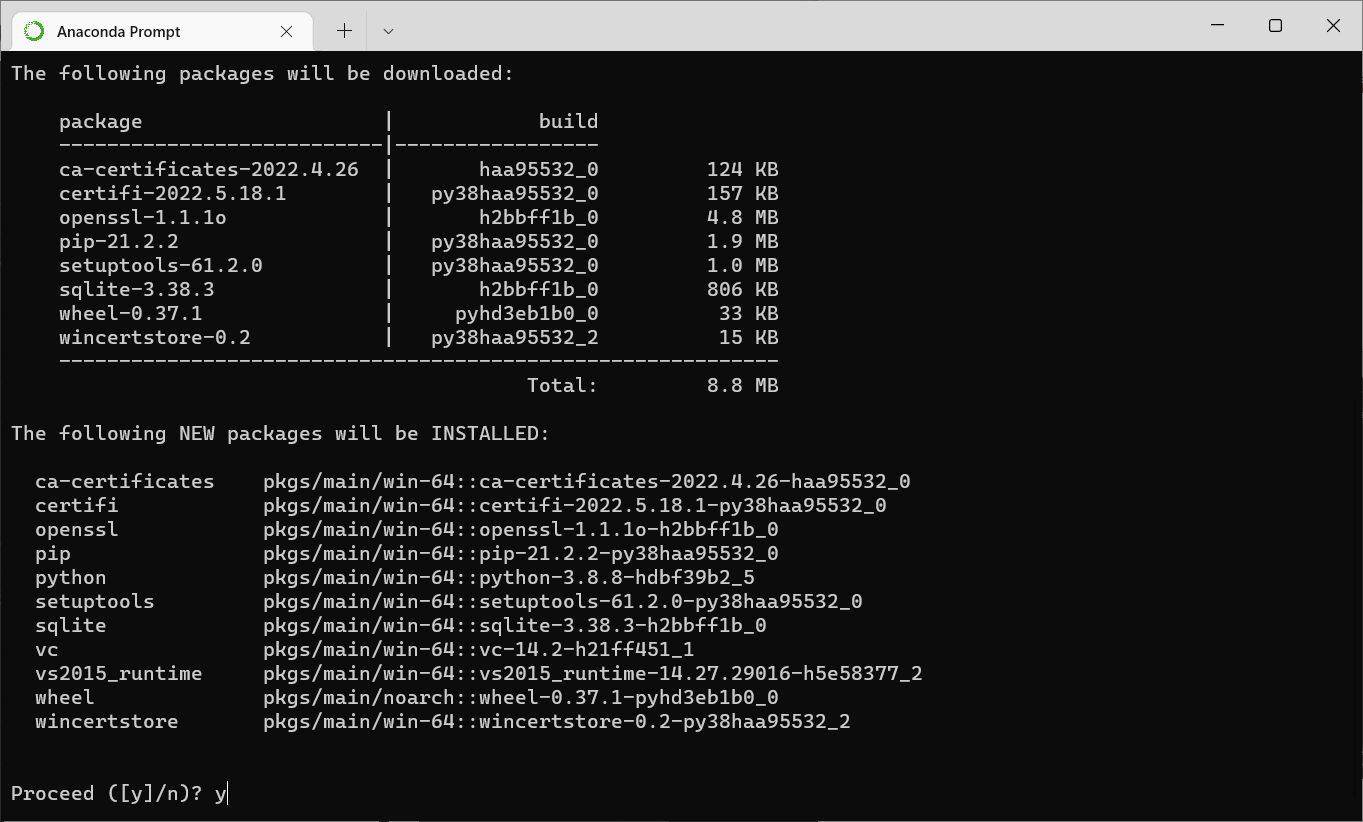 Anaconda Prompt
The following packages will be downloaded:
    package                    |            build
    ---------------------------|-----------------
    ca-certificates-2022.4.26  |       haa95532_0         124 KB
    certifi-2022.5.18.1        |   py38haa95532_0         157 KB
    openssl-1.1.1o             |       h2bbff1b_0         4.8 MB
    pip-21.2.2                 |   py38haa95532_0         1.9 MB
    setuptools-61.2.0          |   py38haa95532_0         1.0 MB
    sqlite-3.38.3              |       h2bbff1b_0         806 KB
    wheel-0.37.1               |     pyhd3eb1b0_0          33 KB
    wincertstore-0.2           |   py38haa95532_2          15 KB
    ------------------------------------------------------------
                                           Total:         8.8 MB
The following NEW packages will be INSTALLED:
  ca-certificates    pkgs/main/win-64::ca-certificates-2022.4.26-haa95532_0
  certifi            pkgs/main/win-64::certifi-2022.5.18.1-py38haa95532_0
  openssl            pkgs/main/win-64::openssl-1.1.1o-h2bbff1b_0
  pip                pkgs/main/win-64::pip-21.2.2-py38haa95532_0
  python             pkgs/main/win-64::python-3.8.8-hdbf39b2_5
  setuptools         pkgs/main/win-64::setuptools-61.2.0-py38haa95532_0
  sqlite             pkgs/main/win-64::sqlite-3.38.3-h2bbff1b_0
  vc                 pkgs/main/win-64::vc-14.2-h21ff451_1
  vs2015_runtime     pkgs/main/win-64::vs2015_runtime-14.27.29016-h5e58377_2
  wheel              pkgs/main/noarch::wheel-0.37.1-pyhd3eb1b0_0
  wincertstore       pkgs/main/win-64::wincertstore-0.2-py38haa95532_2
Proceed ([y]/n)? y